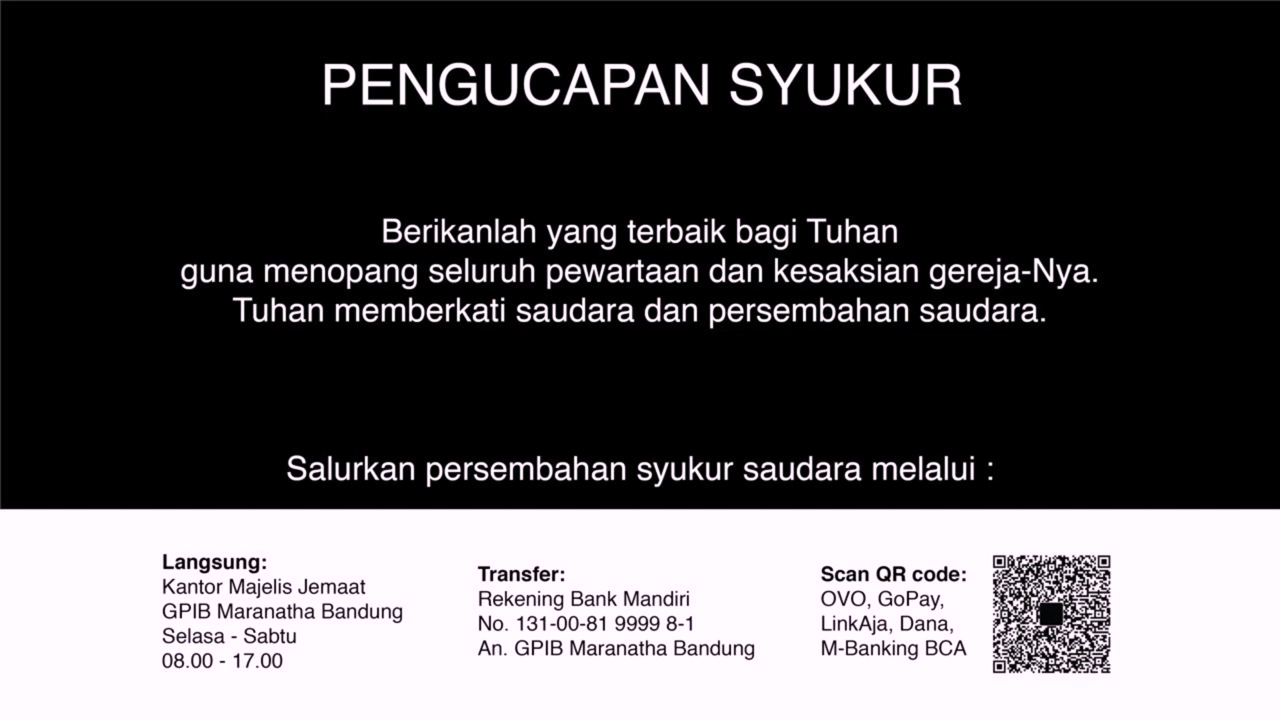 PENGUCAPAN SYUKUR
Berikanlah yang terbaik bagi Tuhan
guna menopang seluruh pewartaan dan kesaksian gereja-Nya.
Tuhan memberkati saudara dan persembahan saudara.
Salurkan persembahan syukur saudara melalui :
Langsung:
Kantor Majelis Jemaat
GPIB Maranatha Bandung
Selasa - Sabtu
08.00 - 17.00
Transfer:
Rekening Bank Mandiri
No. 131-00-81 9999 8-1
An. GPIB Maranatha Bandung
Scan QR code:
OVO, GoPay,
LinkAja, Dana,
M-Banking BCA